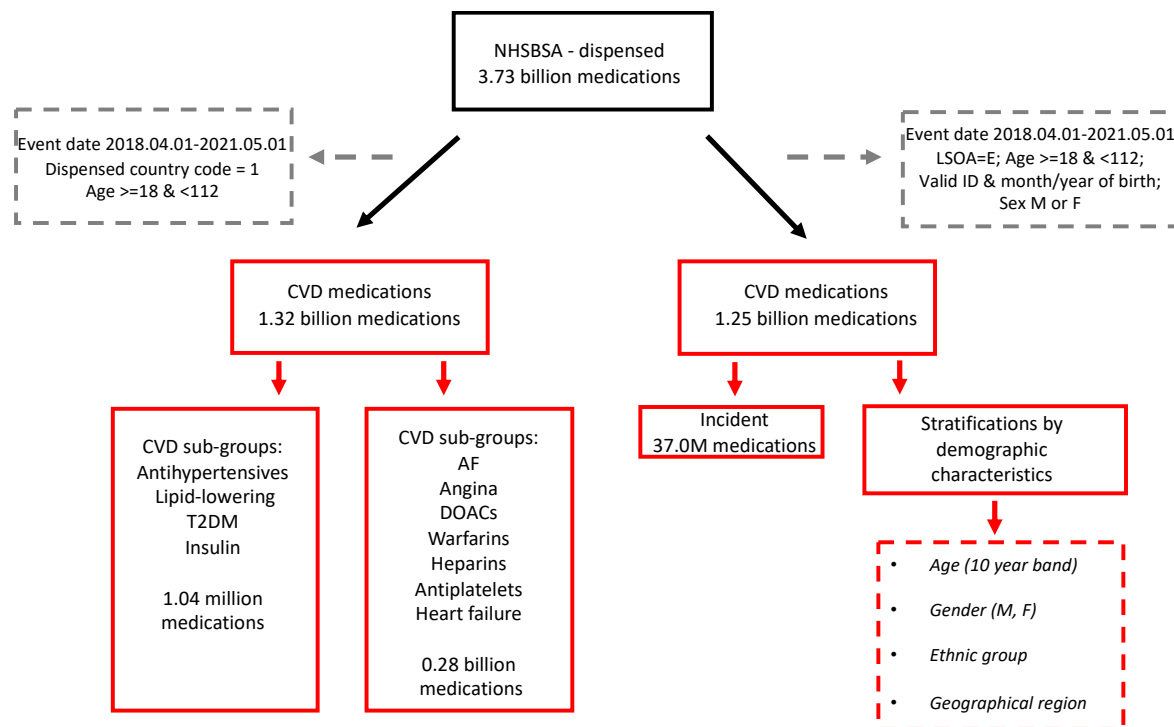 NHSBSA - dispensed
3.73 billion medications
Event date 2018.04.01-2021.05.01
Dispensed country code = 1
Age >=18 & <112
Event date 2018.04.01-2021.05.01
LSOA=E; Age >=18 & <112;
Valid ID & month/year of birth;
Sex M or F
CVD medications
1.32 billion medications
CVD medications
1.25 billion medications
CVD sub-groups:
Antihypertensives
Lipid-lowering
T2DM
Insulin
1.04 million
medications
CVD sub-groups:
AF
Angina
DOACs
Warfarins
Heparins
Antiplatelets
Heart failure
0.28 billion
medications
Incident
37.0M medications
Stratifications by
demographic
characteristics
• Age (10 year band)
• Gender (M, F)
• Ethnic group
• Geographical region